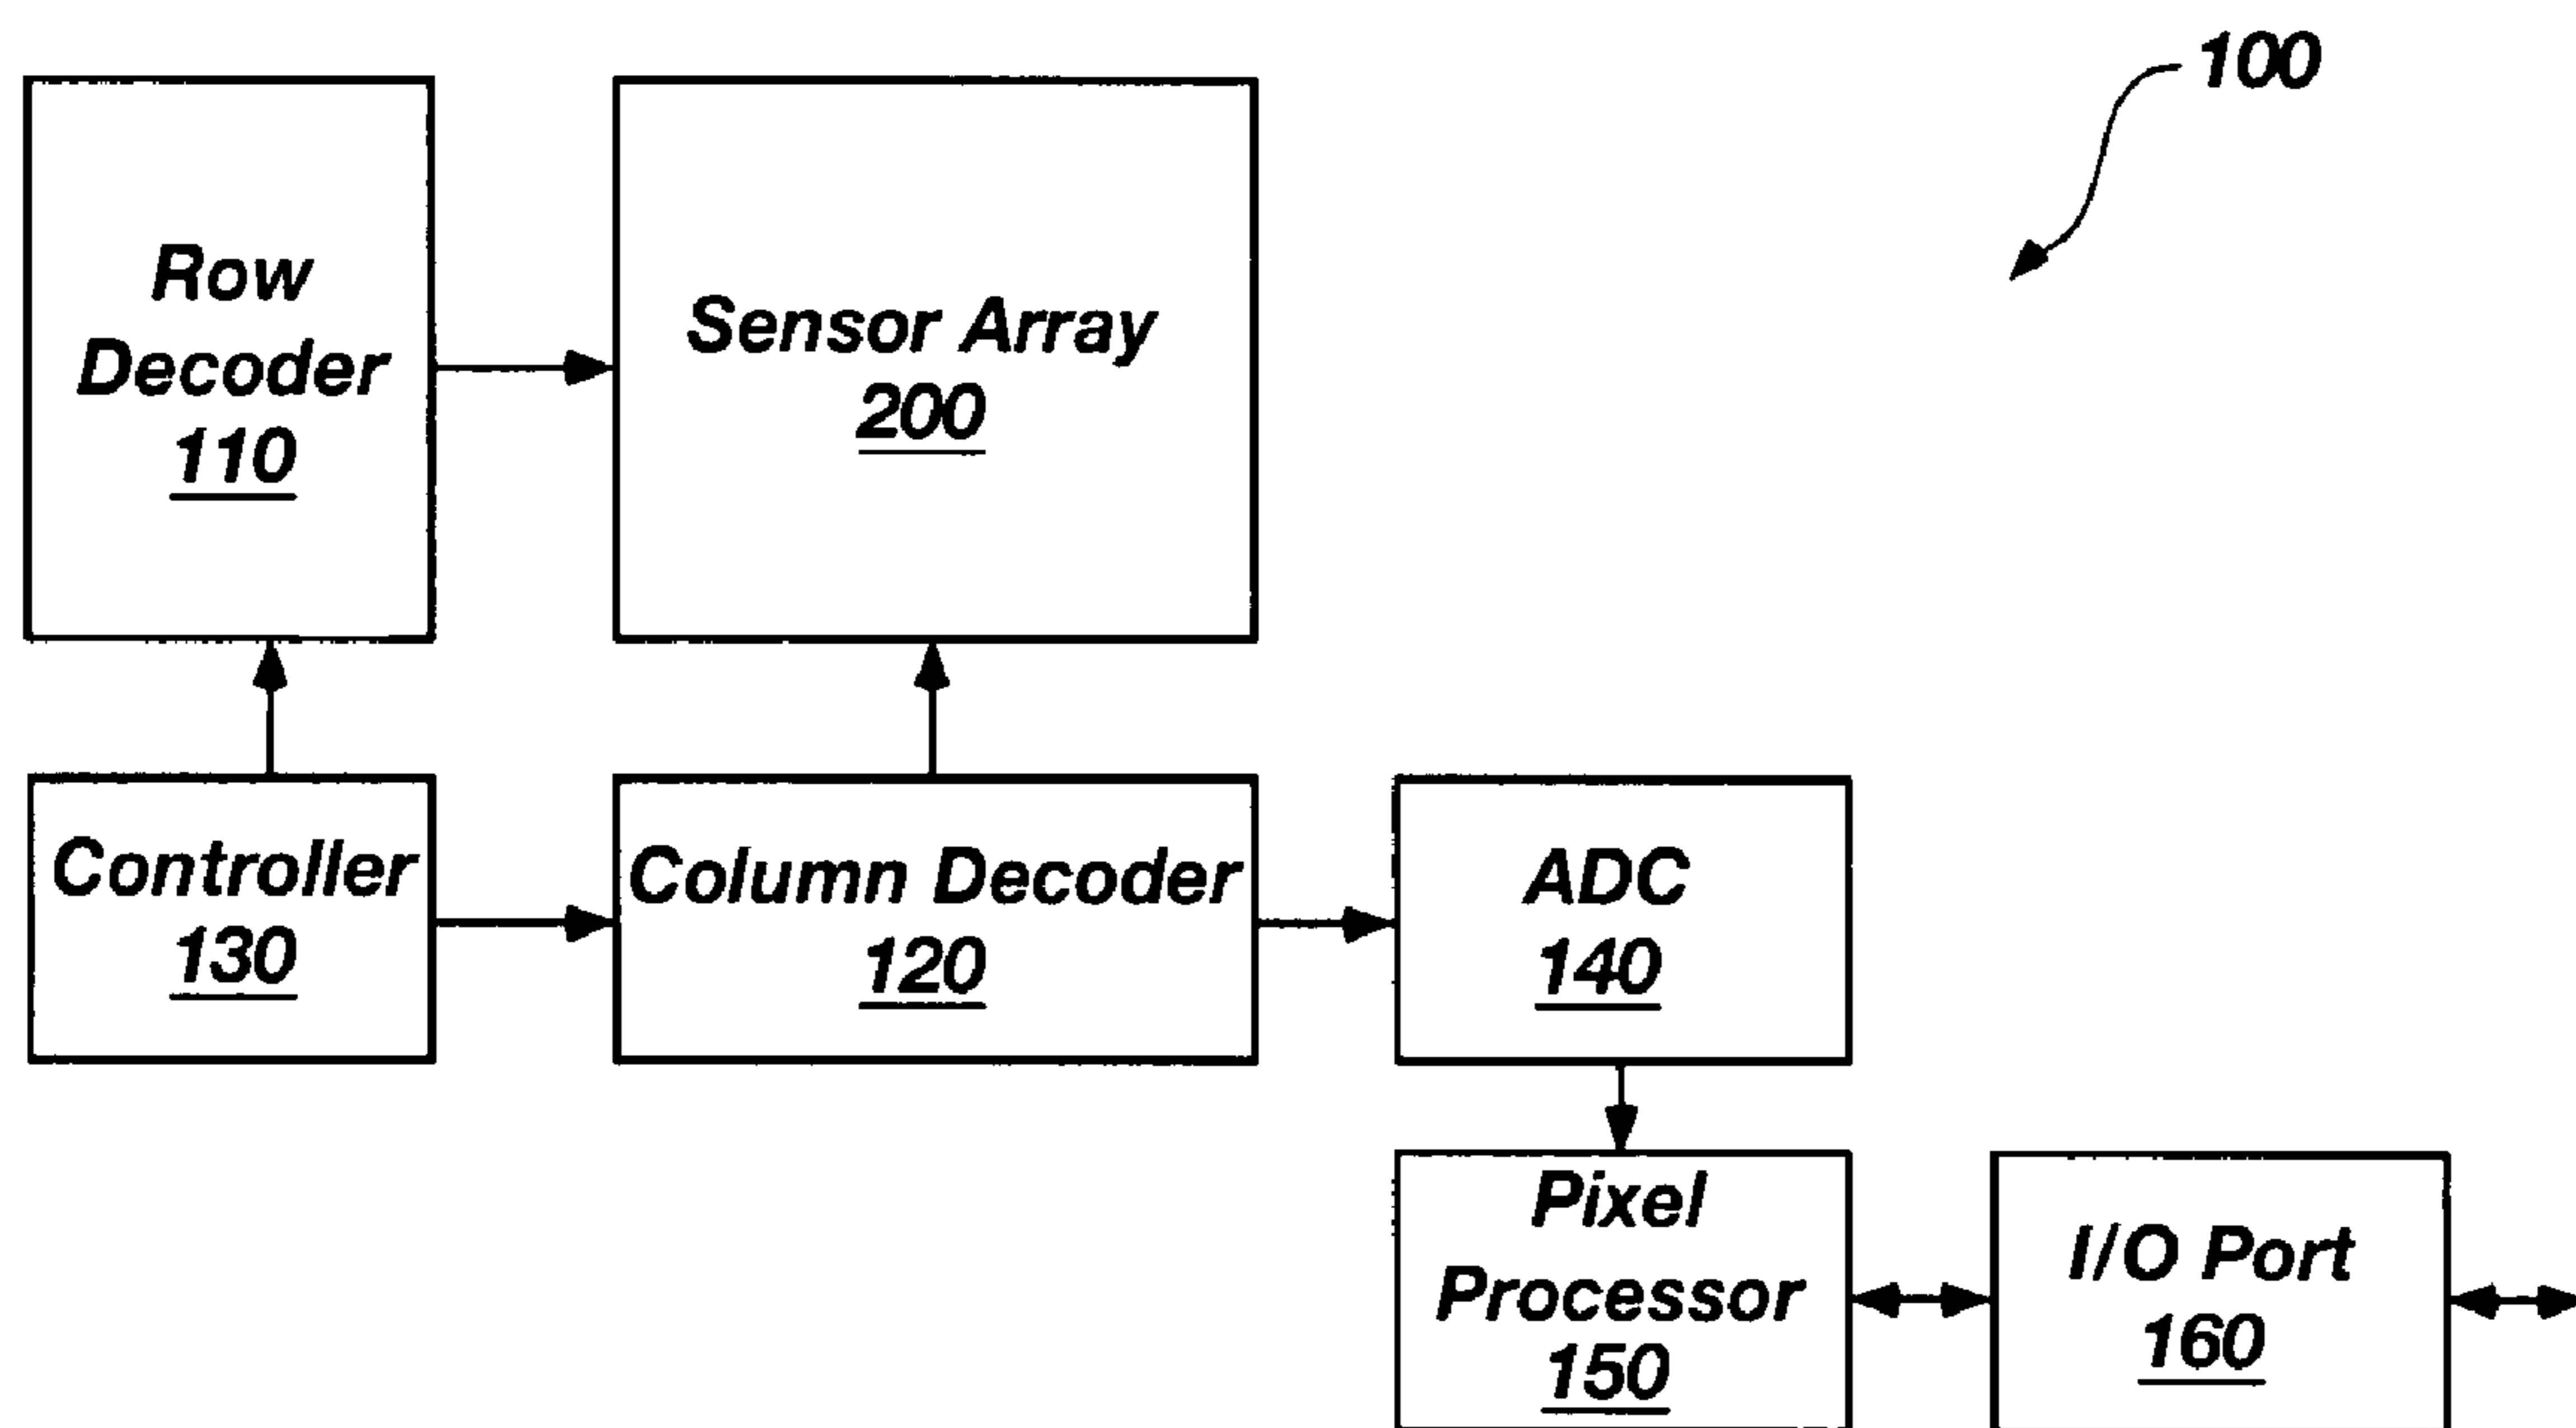 100
Row
Decoder
110
Sensor Array
200
Controller
130
Column Decoder
120
ADC
140
Pixel
Processor
150
I/O Port
160